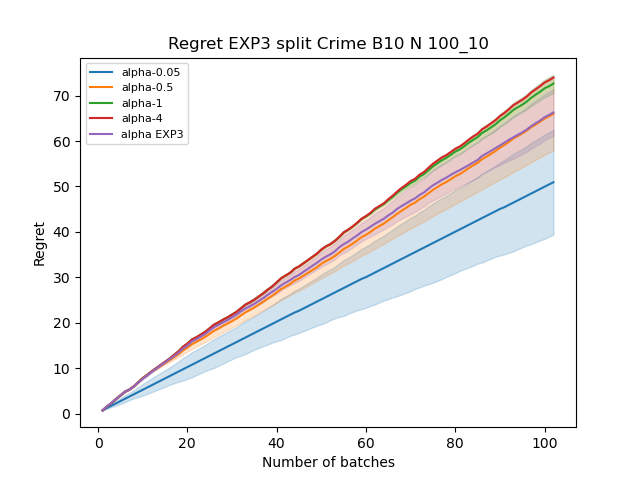 Regret EXP3 split Crime B10 N 100_10
alpha-0.05
alpha-0.5
alpha-1
alpha-4
alpha EXP3
70
60
50
40
30
20
10
0
Regret
0 20 40 60 80 100
Number of batches